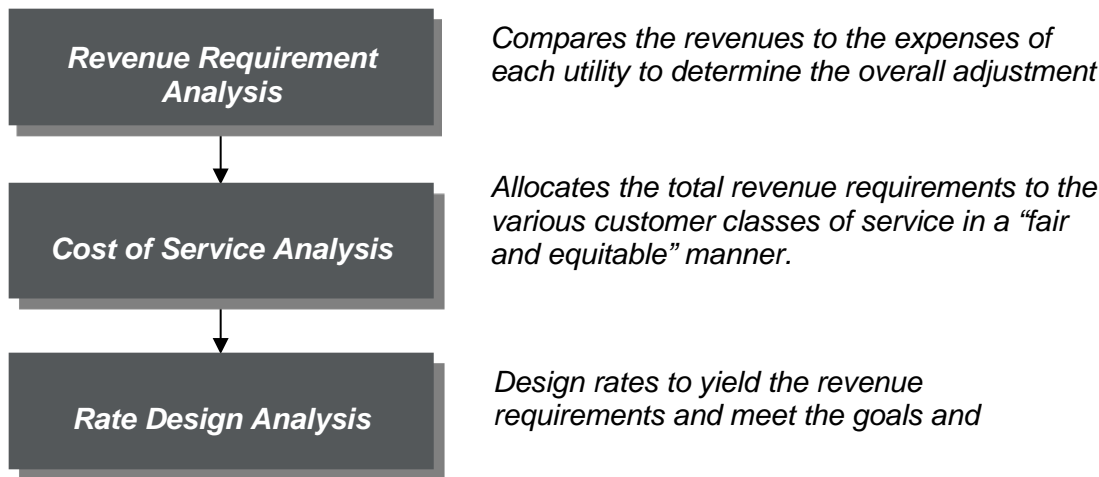 Revenue Requirement
Analysis
Compares the revenues to the expenses of
each utility to determine the overall adjustment
Cost of Service Analysis
Allocates the total revenue requirements to the
various customer classes of service in a “fair
and equitable” manner.
Rate Design Analysis
Design rates to yield the revenue
requirements and meet the goals and